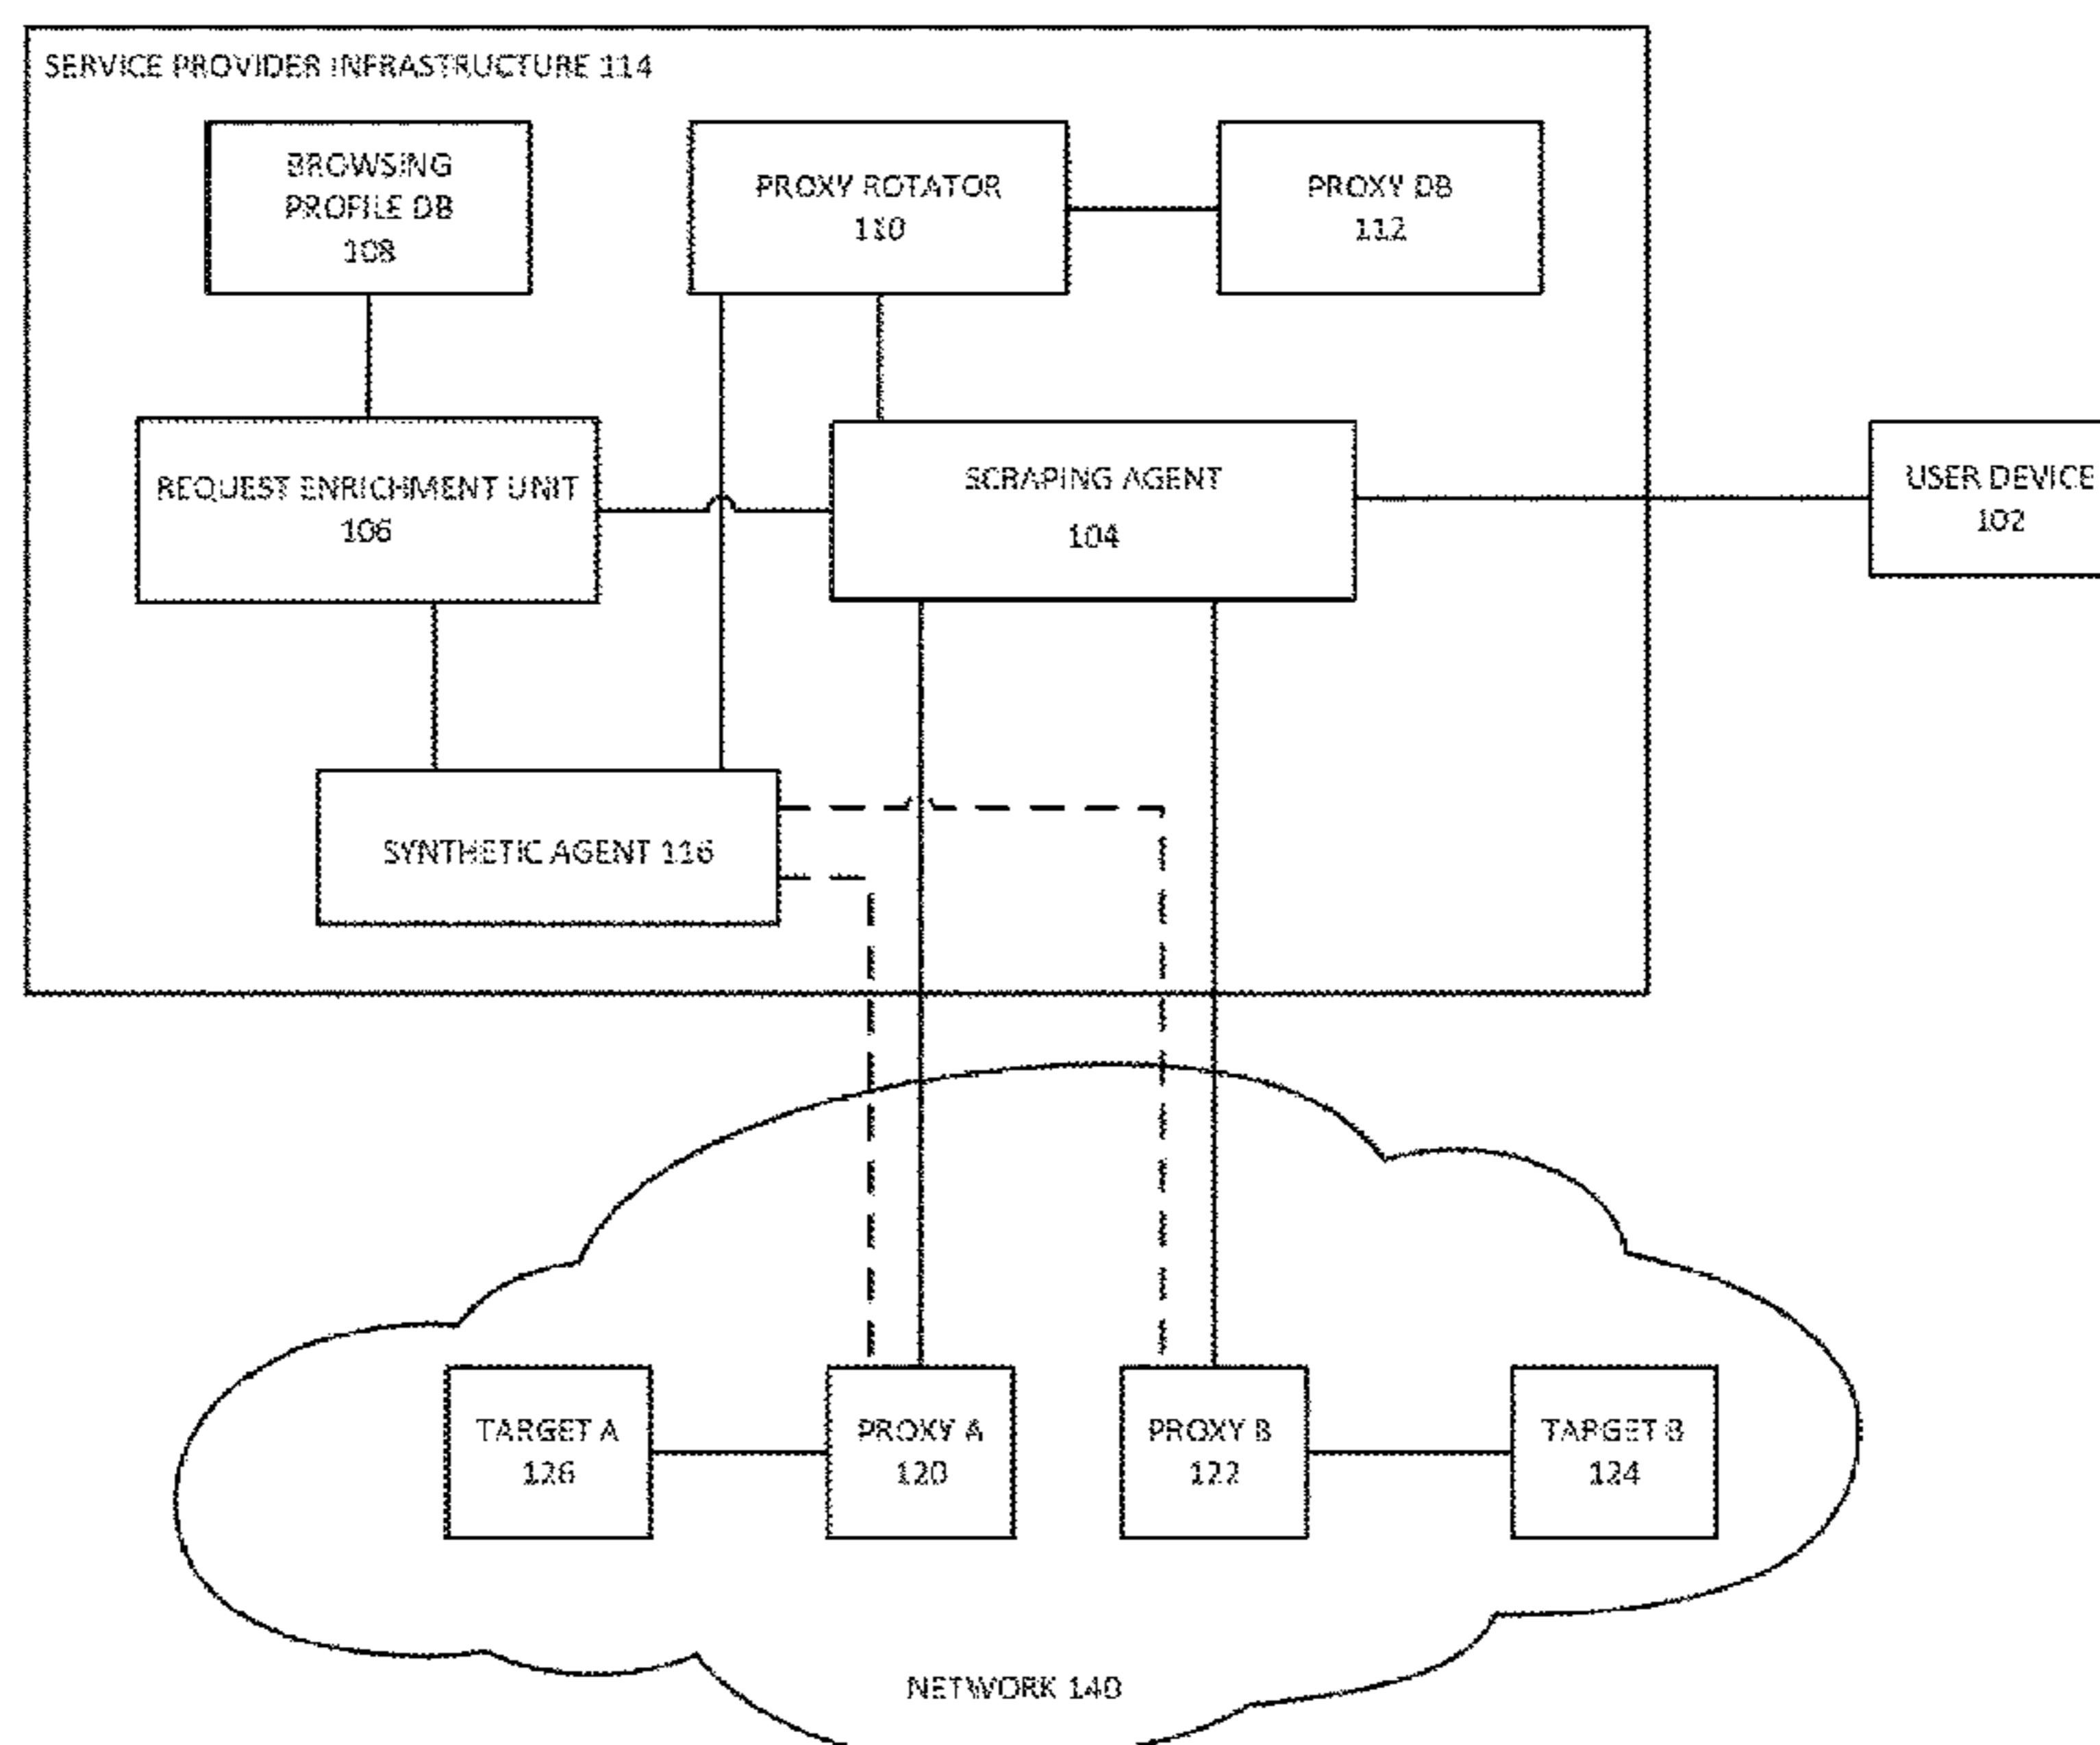 SERVICE PROVIDER INFRASTRUCTURE 114
BROWSING
PROFILE DB
108
PROXY ROTATOR
110
PROXY DB
112
REQUEST ENRICHMENT UNIT
106
SCRAPING AGENT
104
USER DEVICE
102
SYNTHETIC AGENT 116
TARGET A
126
PROXY A
120
PROXY B
122
TARGET B
124
NETWORK 140